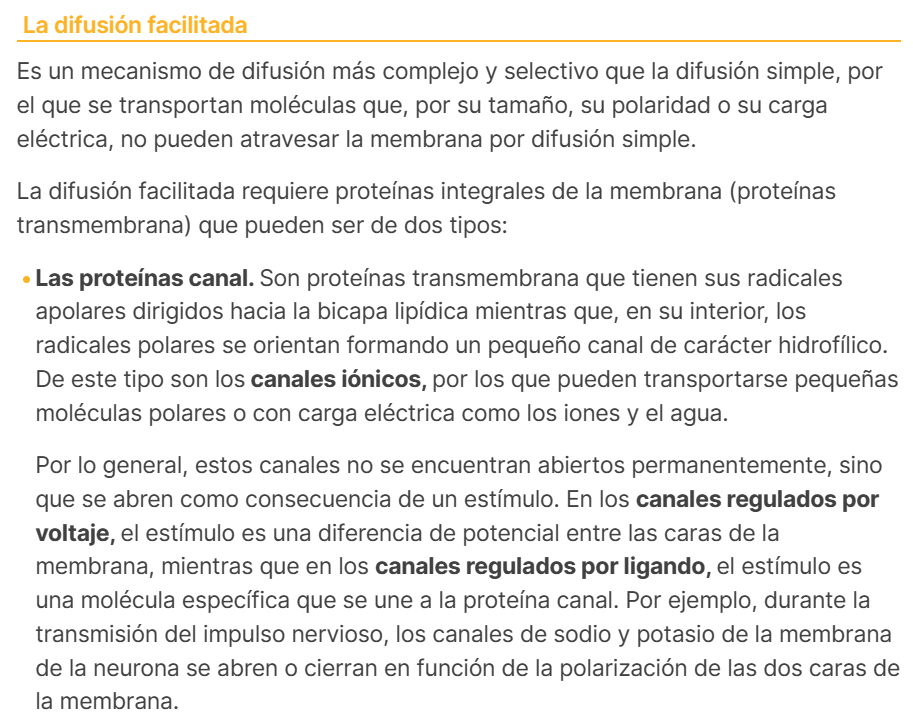 La difusión facilitada
Es un mecanismo de difusión más complejo y selectivo que la difusión simple, por
el que se transportan moléculas que, por su tamaño, su polaridad o su carga
eléctrica, no pueden atravesar la membrana por difusión simple.
La difusión facilitada requiere proteínas integrales de la membrana (proteínas
transmembrana) que pueden ser de dos tipos:
• Las proteínas canal. Son proteínas transmembrana que tienen sus radicales
apolares dirigidos hacia la bicapa lipídica mientras que, en su interior, los
radicales polares se orientan formando un pequeño canal de carácter hidrofílico.
De este tipo son los canales iónicos, por los que pueden transportarse pequeñas
moléculas polares o con carga eléctrica como los iones y el agua.
Por lo general, estos canales no se encuentran abiertos permanentemente, sino
que se abren como consecuencia de un estímulo. En los canales regulados por
voltaje, el estímulo es una diferencia de potencial entre las caras de la
membrana, mientras que en los canales regulados por ligando, el estímulo es
una molécula específica que se une a la proteína canal. Por ejemplo, durante la
transmisión del impulso nervioso, los canales de sodio y potasio de la membrana
de la neurona se abren o cierran en función de la polarización de las dos caras de
la membrana.